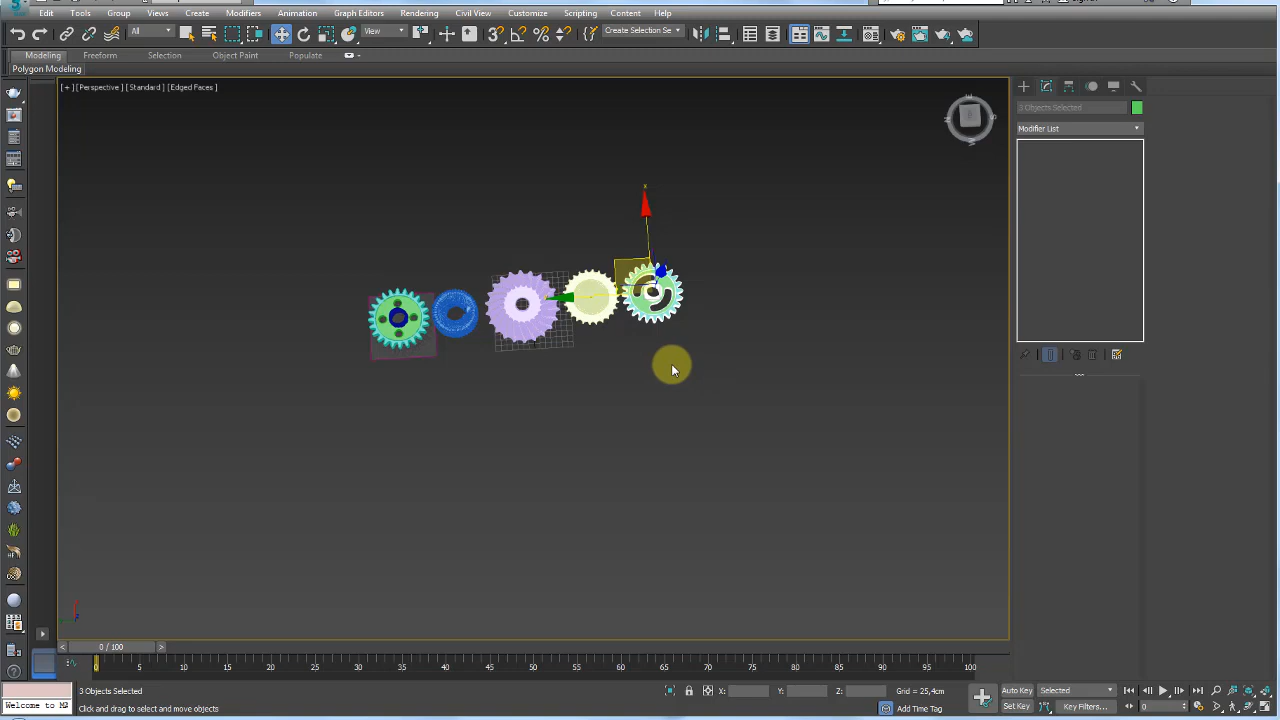 Edit Tools Group Views Create Modifiers Animation Graph Editors Rendering Civil View Customize Scripting Content Help
All View Create Selection Se
Modeling Freeform Selection Object Paint Populate
Polygon Modeling
[ + ] [Perspective ] [Standard ] [Edged Faces ]
3 Objects Selected
Modifier List
x
0 / 100
0 5 10 15 20 25 30 35 40 45 50 55 60 65 70 75 80 85 90 95 100
3 Objects Selected X: Y: Z: Grid = 25,4cm Auto Key Selected
Welcome to M Click and drag to select and move objects Add Time Tag Set Key Key Filters... 0